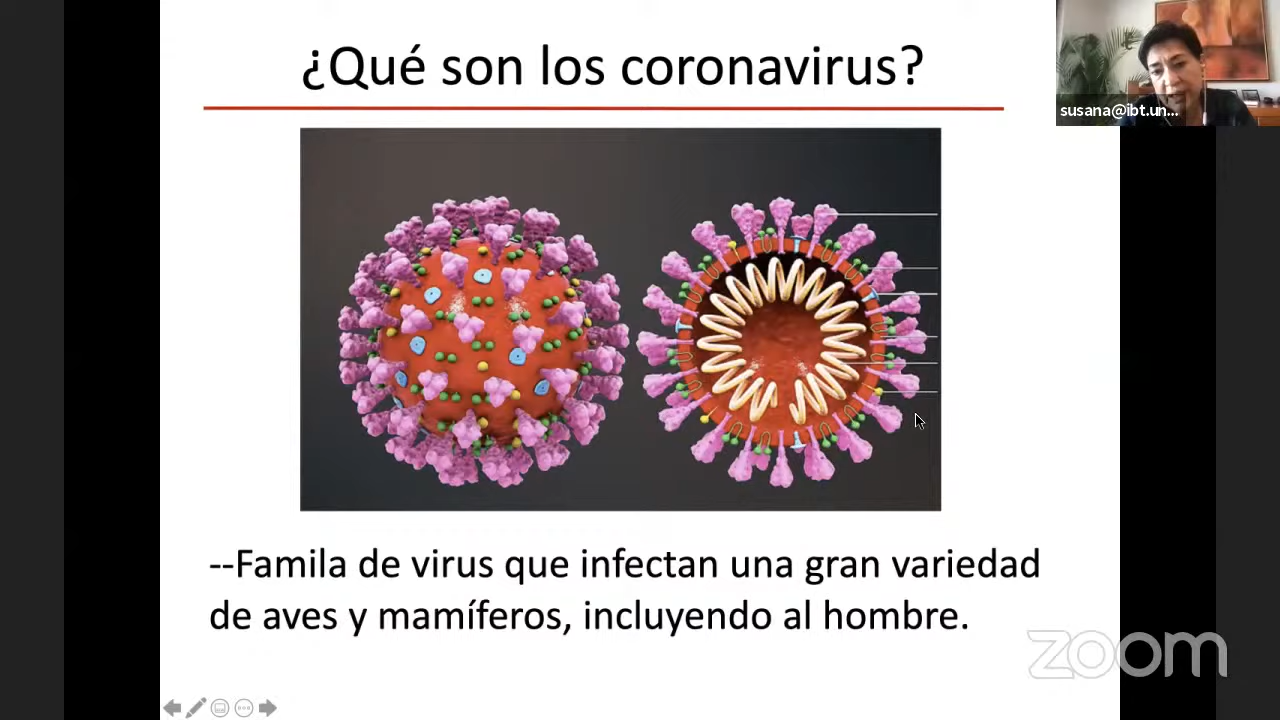 ¿Qué son los coronavirus?
susana@ibt.un...
--Famila de virus que infectan una gran variedad
de aves y mamíferos, incluyendo al hombre.
zoom